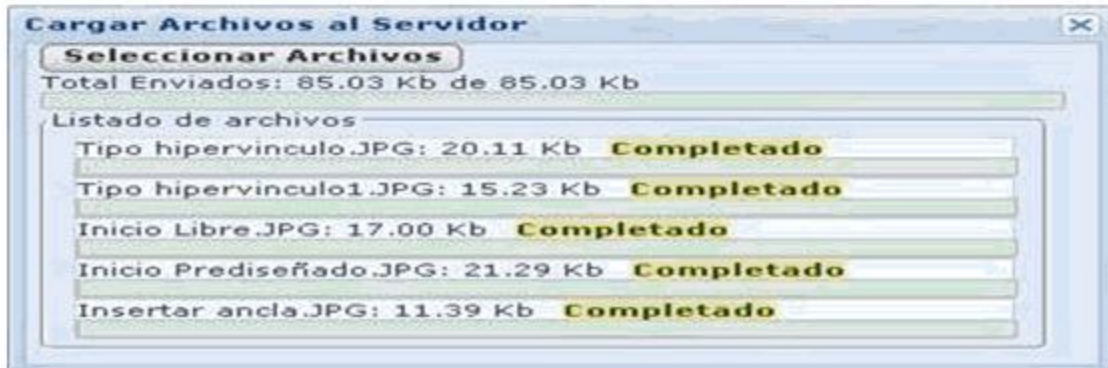 Cargar Archivos al Servidor
Seleccionar Archivos
Total Enviados: 85.03 Kb de 85.03 Kb
Listado de archivos
Tipo hipervinculo.JPG: 20.11 Kb Completado
Tipo hipervinculo1.JPG: 15.23 Kb Completado
Inicio Libre.JPG: 17.00 Kb Completado
Inicio Prediseñado.JPG: 21.29 Kb Completado
Insertar ancla.JPG: 11.39 Kb Completado